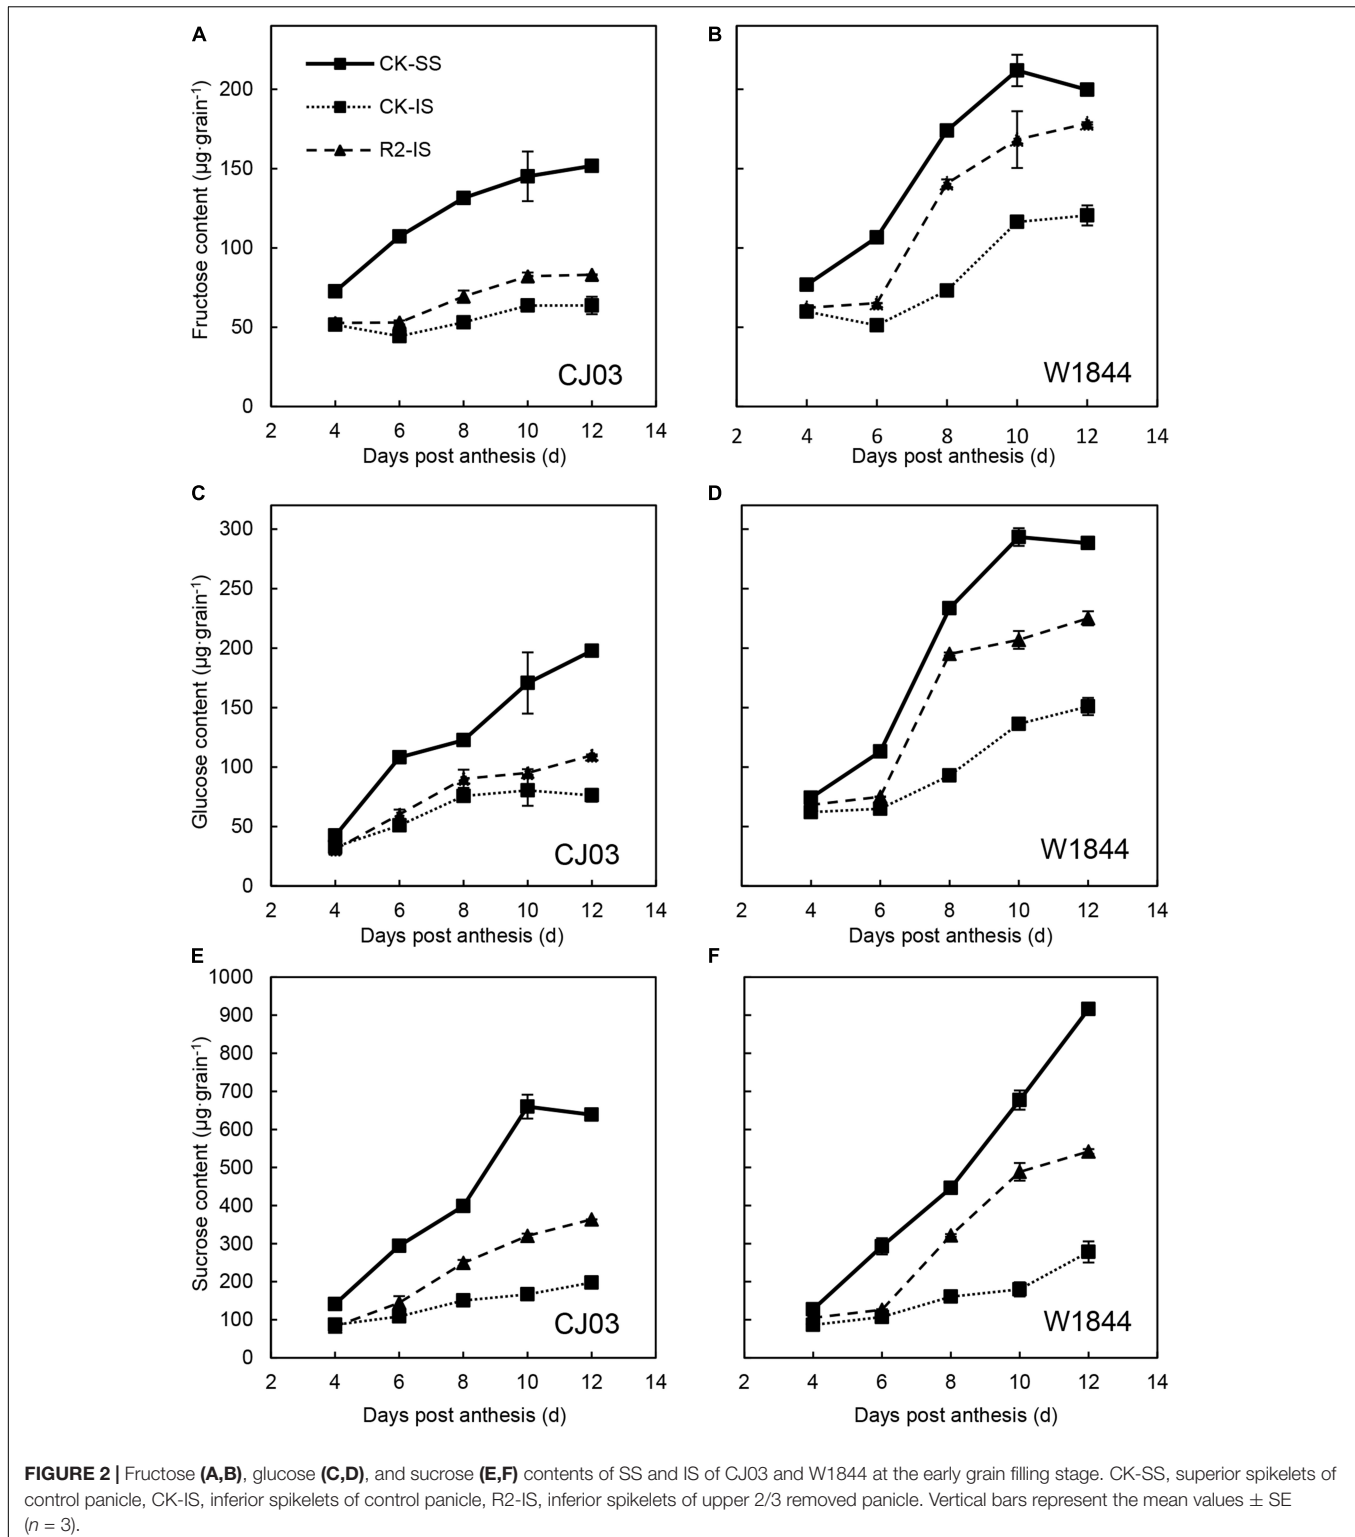 A
CK-SS
CK-IS
R2-IS
Fructose content (µg·grain⁻¹)
200
150
100
50
0
CJ03
2 4 6 8 10 12 14
Days post anthesis (d)
B
W1844
2 4 6 8 10 12 14
Days post anthesis (d)
C
Glucose content (µg·grain⁻¹)
300
250
200
150
100
50
0
CJ03
2 4 6 8 10 12 14
Days post anthesis (d)
D
W1844
2 4 6 8 10 12 14
Days post anthesis (d)
E
Sucrose content (µg·grain⁻¹)
1000
900
800
700
600
500
400
300
200
100
0
CJ03
2 4 6 8 10 12 14
Days post anthesis (d)
F
W1844
2 4 6 8 10 12 14
Days post anthesis (d)
FIGURE 2 | Fructose (A,B), glucose (C,D), and sucrose (E,F) contents of SS and IS of CJ03 and W1844 at the early grain filling stage. CK-SS, superior spikelets of
control panicle, CK-IS, inferior spikelets of control panicle, R2-IS, inferior spikelets of upper 2/3 removed panicle. Vertical bars represent the mean values ± SE
(n = 3).